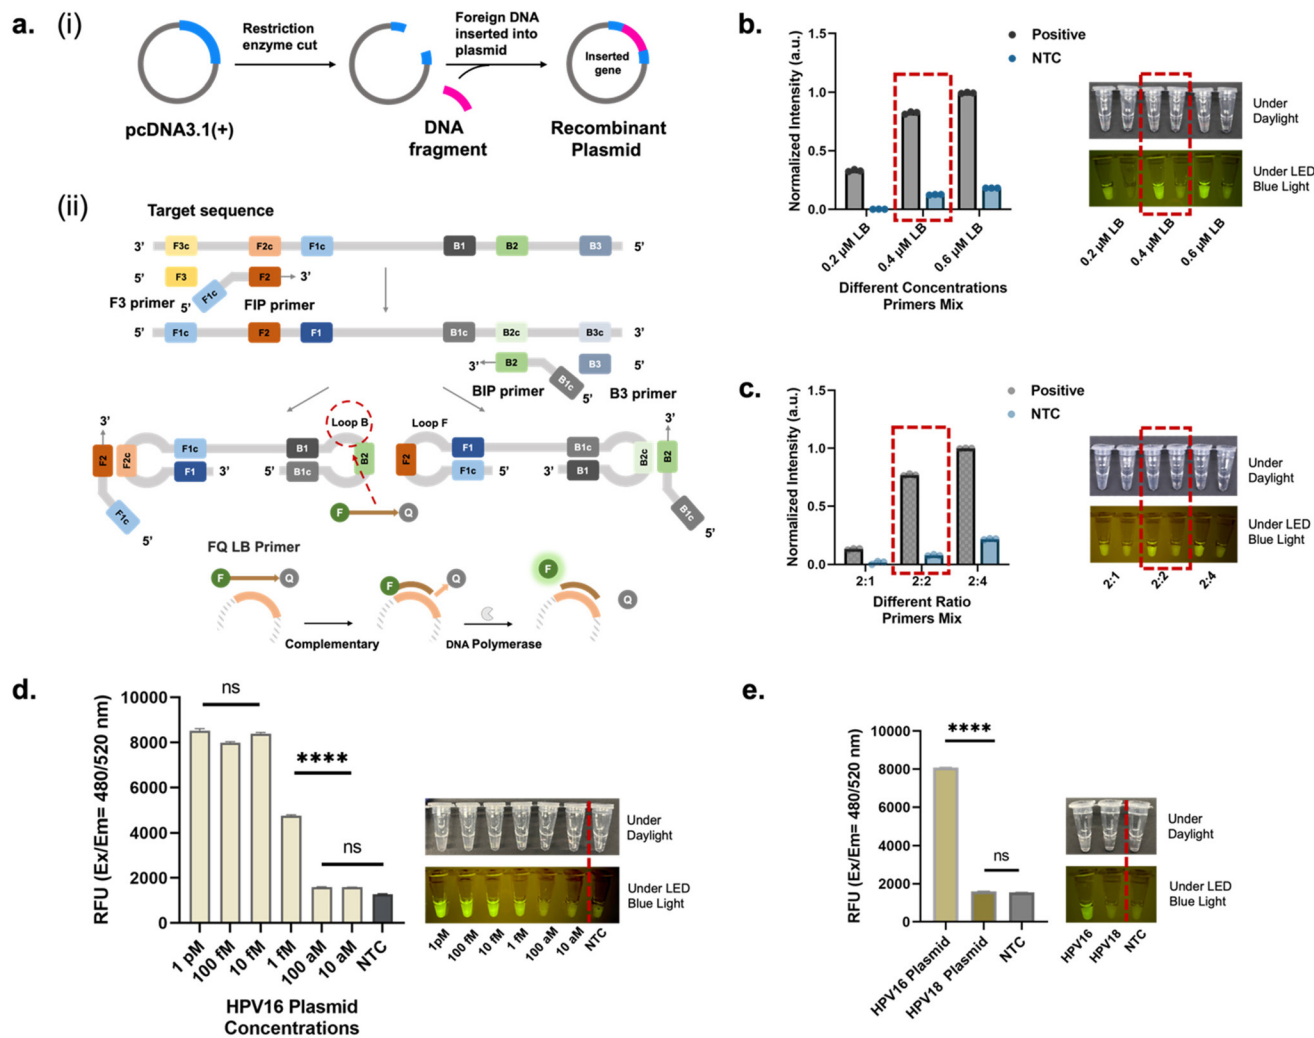 a. (i)
Restriction
enzyme cut
Foreign DNA
inserted into
plasmid
Inserted
gene
pcDNA3.1(+)
DNA
fragment
Recombinant
Plasmid
(ii)
Target sequence
3’ F3c F2c F1c B1 B2 B3 5’
5’ F3 F1c F2 3’
F3 primer 5’ FIP primer
5’ F1c F2 F1 B1c B2c B3c 3’
3’ B2 B1c B3 5’
BIP primer 5’ B3 primer
3’ Loop B Loop F 3’
F2 F2c F1c B1 B2 F2 F1 B1c B2c B2
F1 3’ 5’ B1c F1c 5’ 3’ B1
F1c 5’ F Q B1c 5’
FQ LB Primer
F Q F Q F Q
Complementary
DNA Polymerase
b.
Normalized Intensity (a.u.)
1.5
1.0
0.5
0.0
Positive
NTC
0.2 µM LB
0.4 µM LB
0.6 µM LB
Different Concentrations
Primers Mix
Under
Daylight
Under LED
Blue Light
0.2 µM LB
0.4 µM LB
0.6 µM LB
c.
Normalized Intensity (a.u.)
1.5
1.0
0.5
0.0
Positive
NTC
2:1 2:2 2:4
Different Ratio
Primers Mix
Under
Daylight
Under LED
Blue Light
2:1
2:2
2:4
d.
RFU (Ex/Em= 480/520 nm)
10000
8000
6000
4000
2000
0
ns
****
ns
1 pM
100 fM
10 fM
1 fM
100 aM
10 aM
NTC
HPV16 Plasmid
Concentrations
Under
Daylight
Under LED
Blue Light
1pM
100 fM
10 fM
1 fM
100 aM
10 aM
NTC
e.
RFU (Ex/Em= 480/520 nm)
10000
8000
6000
4000
2000
0
****
ns
HPV16 Plasmid
HPV18 Plasmid
NTC
Under
Daylight
Under LED
Blue Light
HPV16
HPV18
NTC